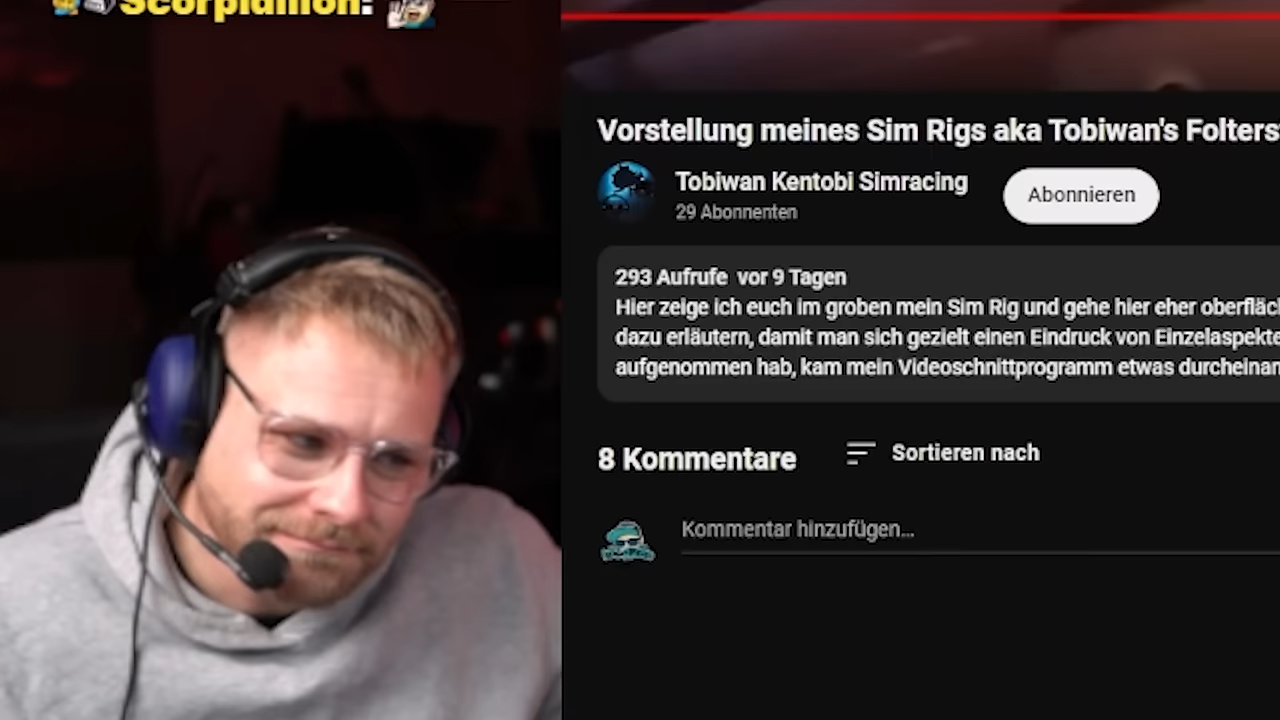 Scorpidilion:
Vorstellung meines Sim Rigs aka Tobiwan's Folters
Tobiwan Kentobi Simracing
Abonnieren
29 Abonnenten
293 Aufrufe vor 9 Tagen
Hier zeige ich euch im groben mein Sim Rig und gehe hier eher oberfläc
dazu erläutern, damit man sich gezielt einen Eindruck von Einzelaspekte
aufgenommen hab, kam mein Videoschnittprogramm etwas durcheinan
8 Kommentare
Sortieren nach
Kommentar hinzufügen...